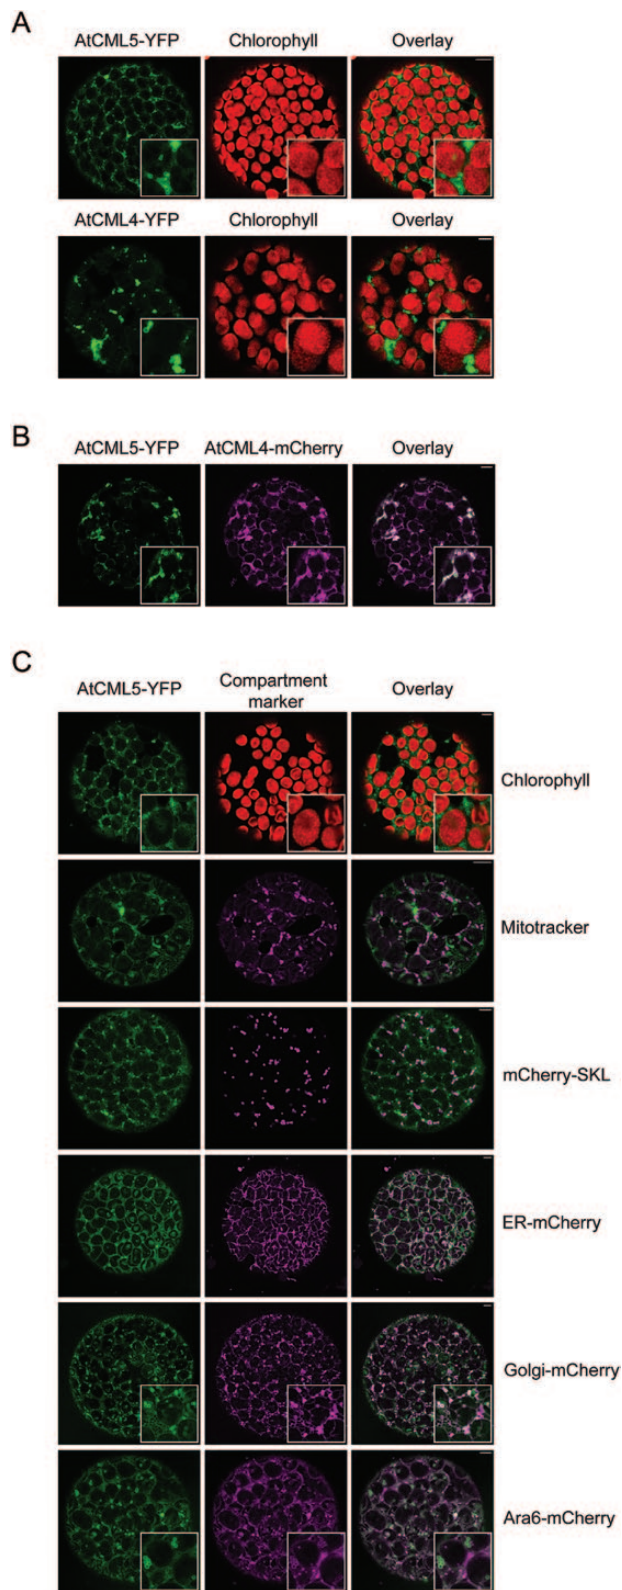 A
AtCML5-YFP Chlorophyll Overlay
AtCML4-YFP Chlorophyll Overlay
B
AtCML5-YFP AtCML4-mCherry Overlay
C
AtCML5-YFP Compartment marker Overlay
Chlorophyll
Mitotracker
mCherry-SKL
ER-mCherry
Golgi-mCherry
Ara6-mCherry